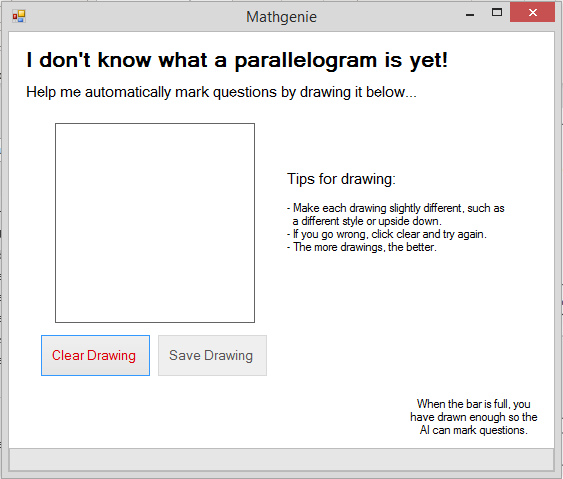 Mathgenie
I don't know what a parallelogram is yet!
Help me automatically mark questions by drawing it below...
Tips for drawing:
- Make each drawing slightly different, such as
a different style or upside down.
- If you go wrong, click clear and try again.
- The more drawings, the better.
Clear Drawing
Save Drawing
When the bar is full, you
have drawn enough so the
AI can mark questions.